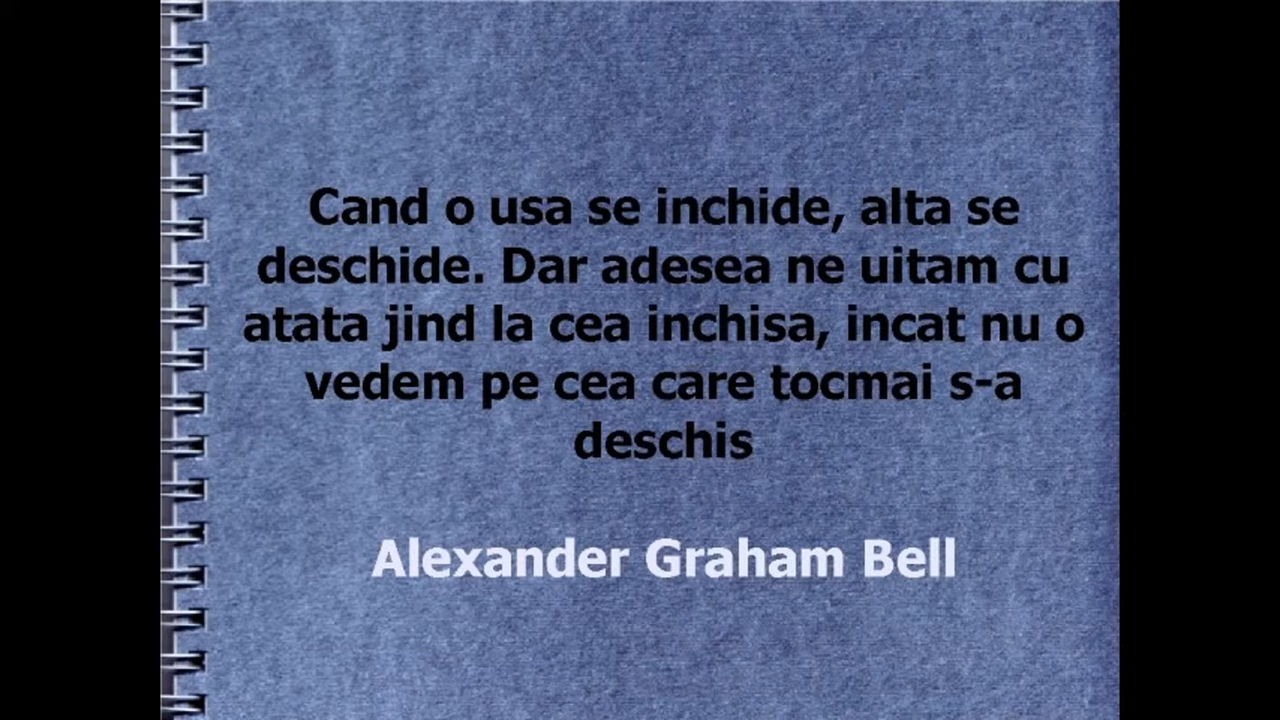 Cand o usa se inchide, alta se
deschide. Dar adesea ne uitam cu
atata jind la cea inchisa, incat nu o
vedem pe cea care tocmai s-a
deschis
Alexander Graham Bell